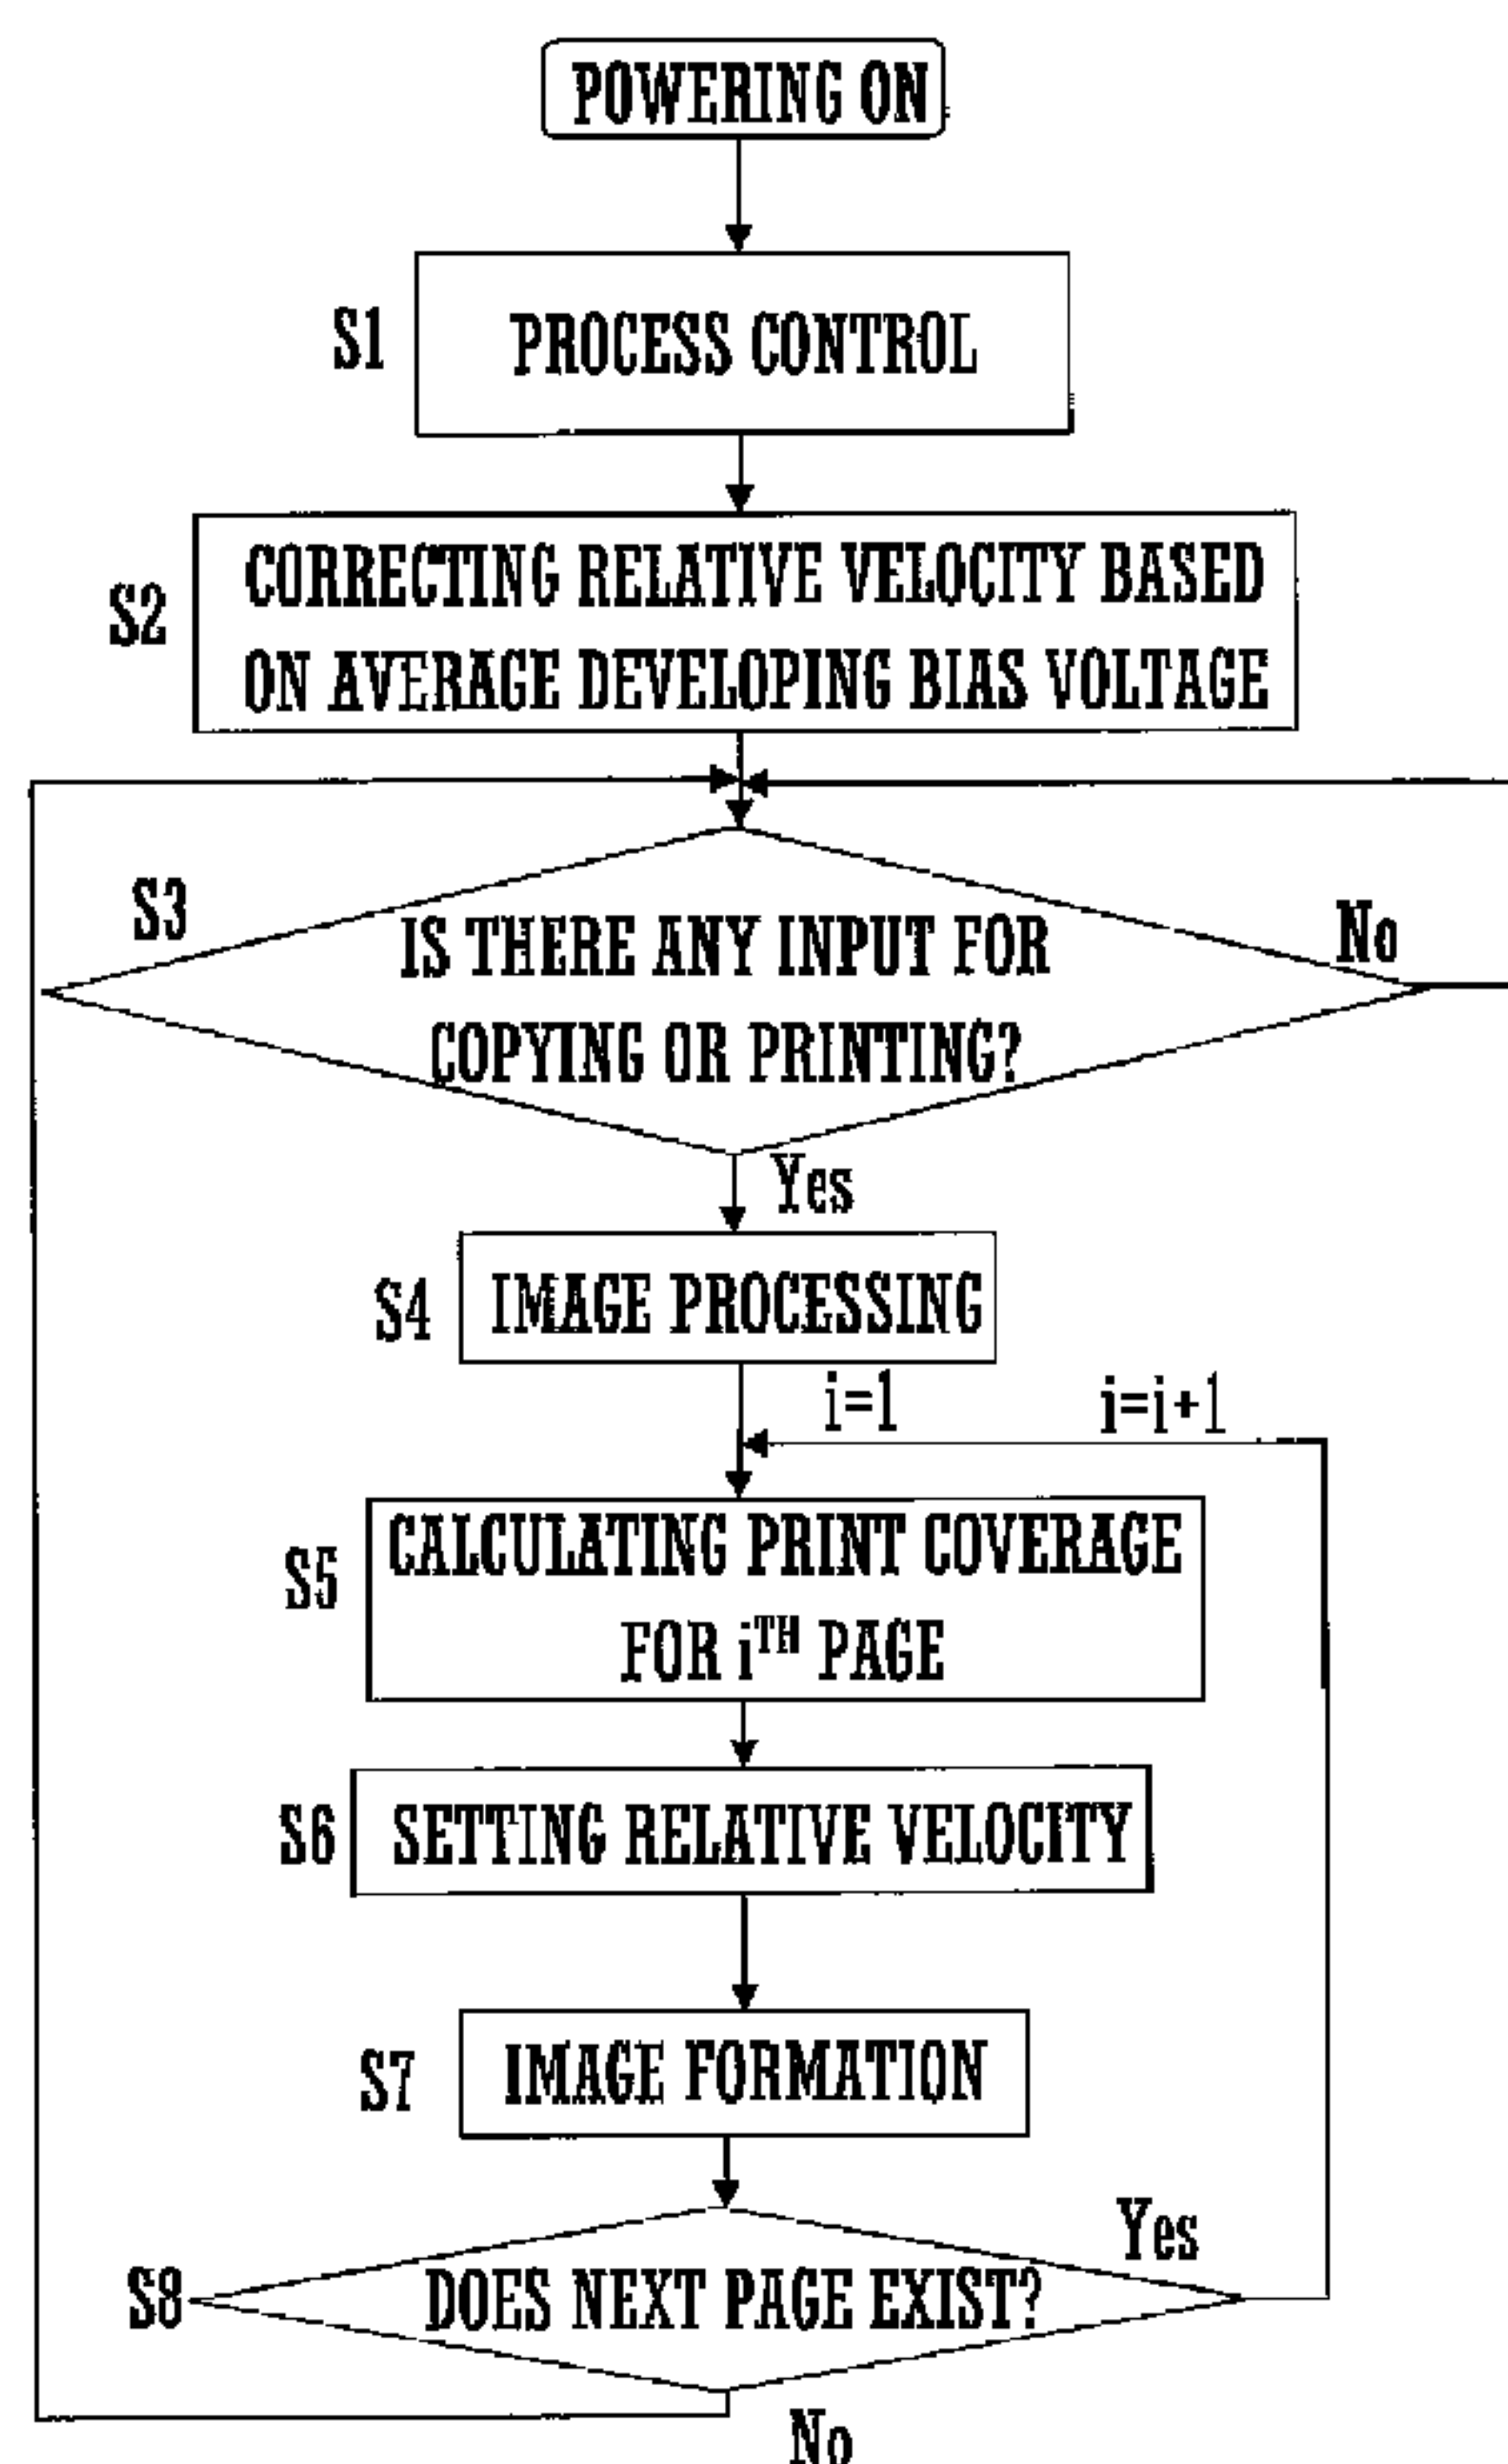 POWERING ON
S1
PROCESS CONTROL
S2
CORRECTING RELATIVE VELOCITY BASED
ON AVERAGE DEVELOPING BIAS VOLTAGE
S3
IS THERE ANY INPUT FOR
COPYING OR PRINTING?
No
Yes
S4
IMAGE PROCESSING
i=1
i=i+1
S5
CALCULATING PRINT COVERAGE
FOR iTH PAGE
S6
SETTING RELATIVE VELOCITY
S7
IMAGE FORMATION
S8
DOES NEXT PAGE EXIST?
Yes
No